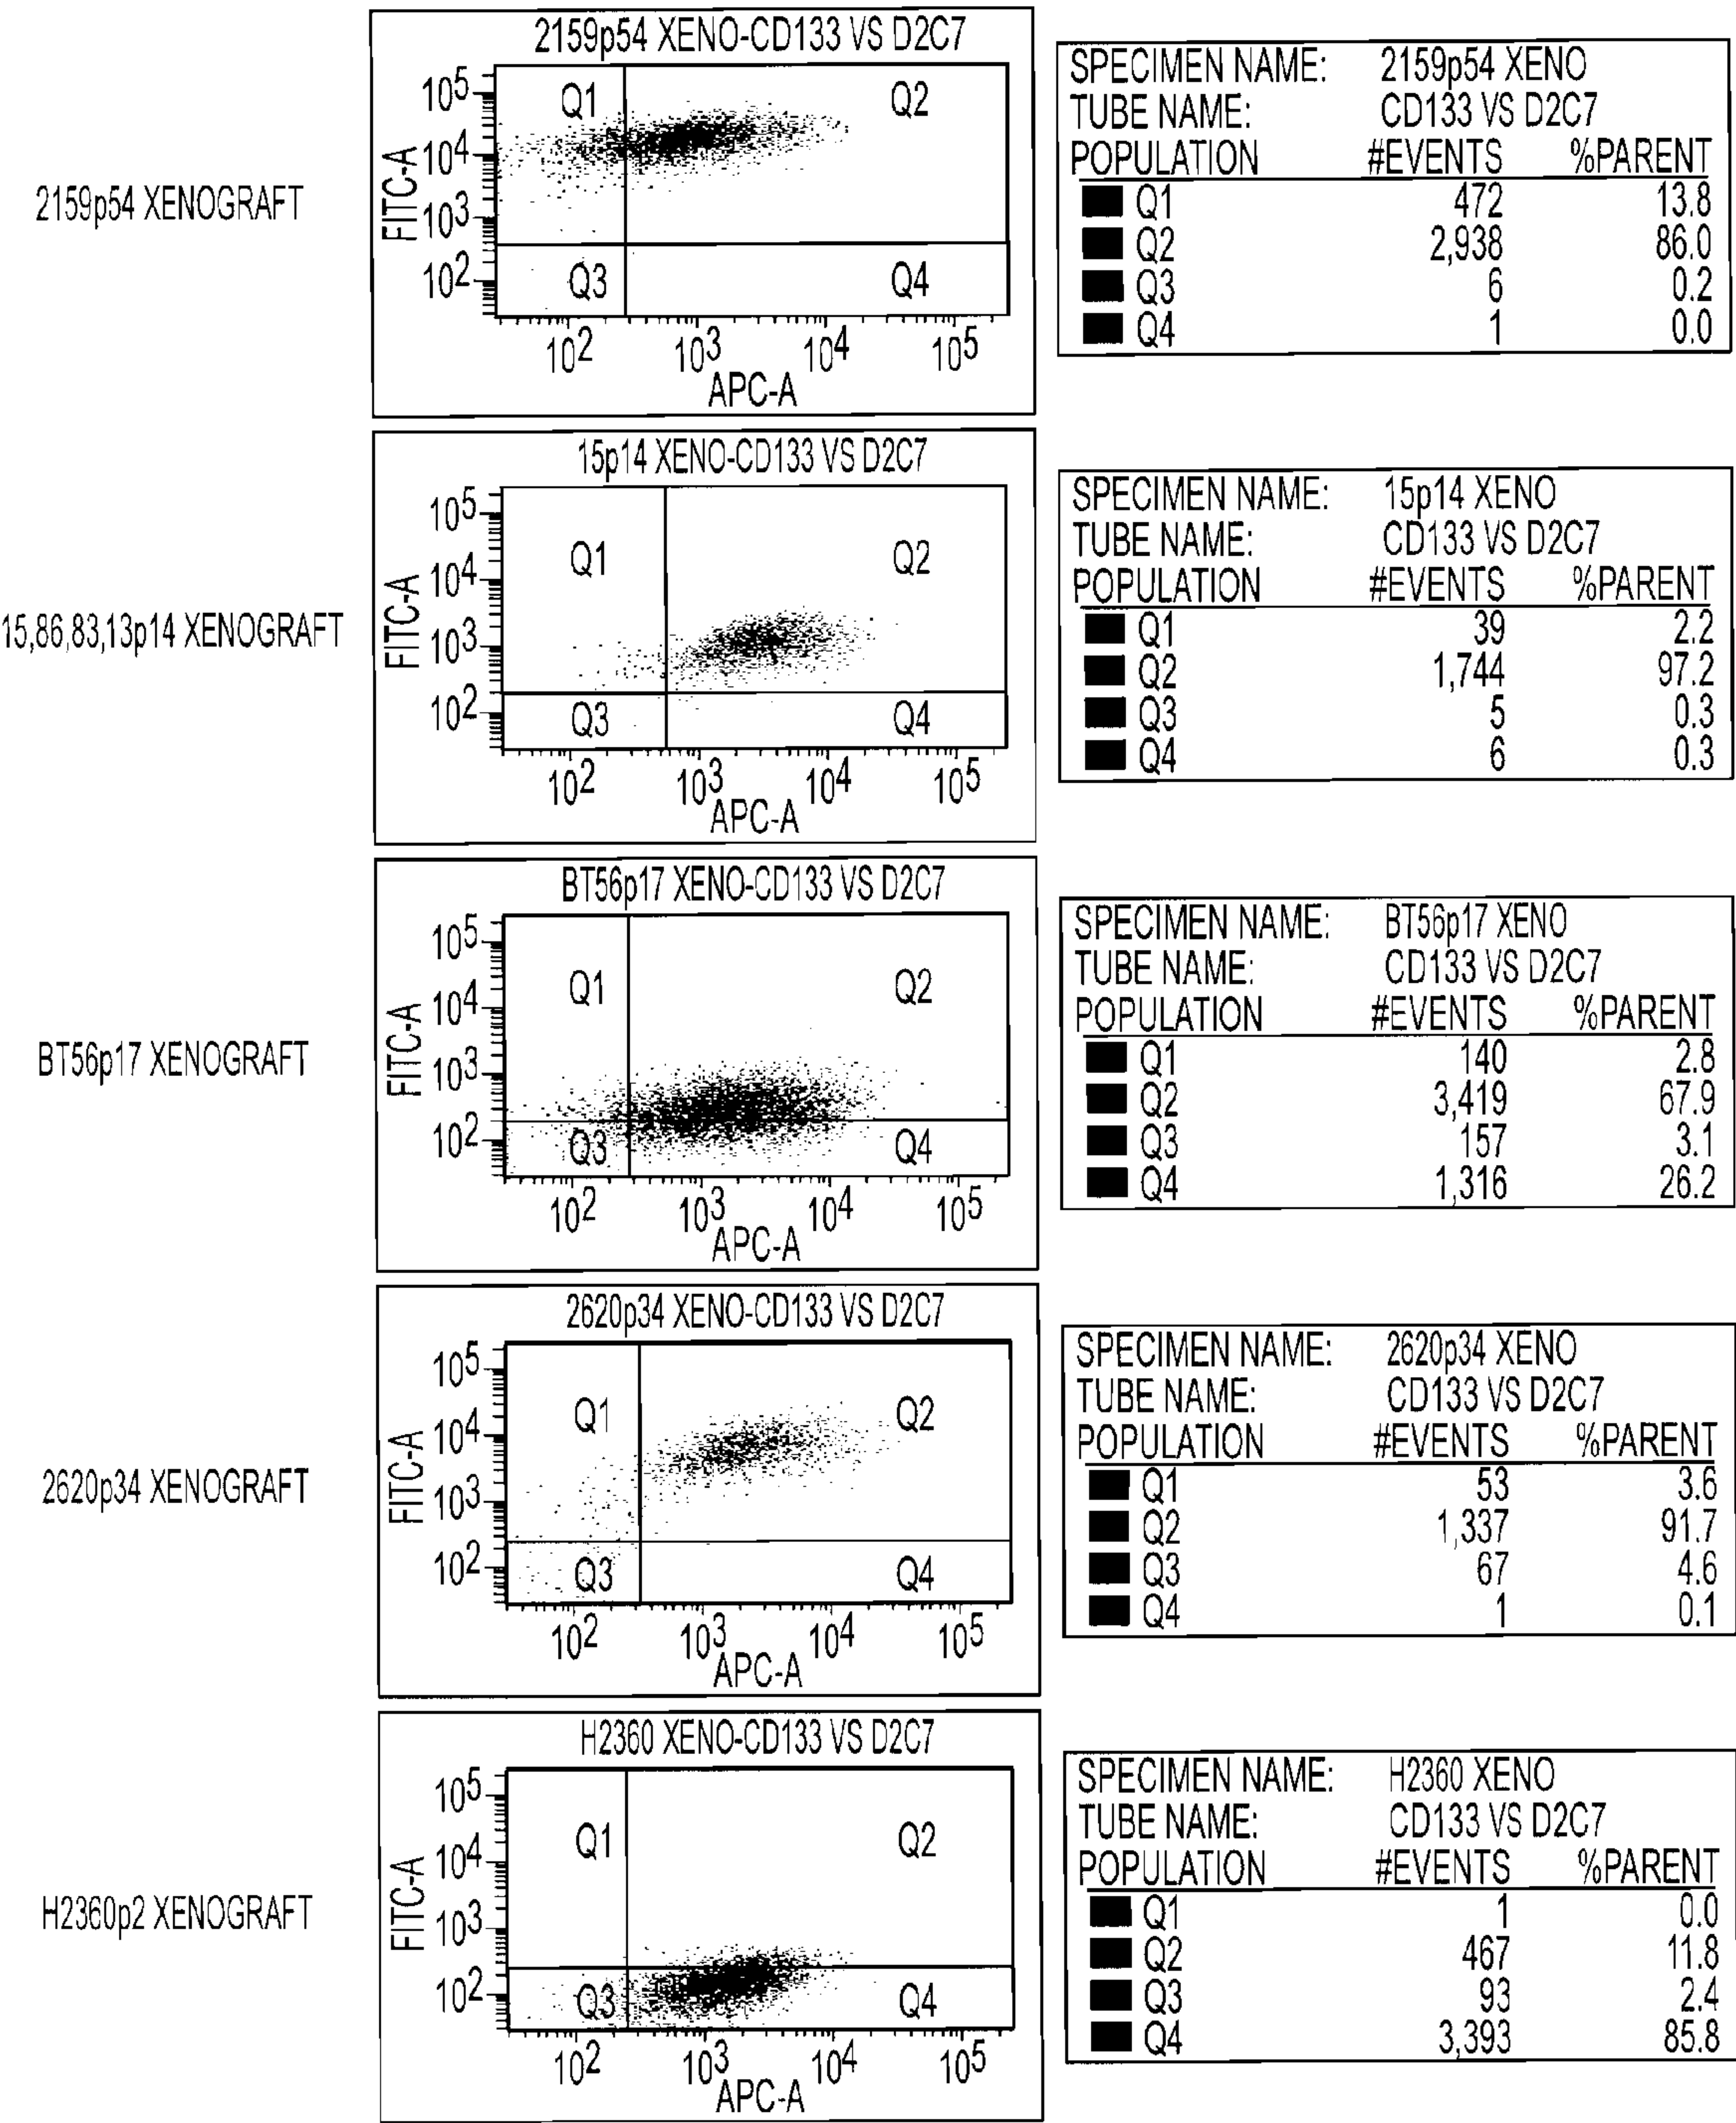 2159p54 XENOGRAFT
2159p54 XENO-CD133 VS D2C7
FITC-A
10^5
10^4
10^3
10^2
Q1
Q2
Q3
Q4
10^2 10^3 10^4 10^5
APC-A
SPECIMEN NAME: 2159p54 XENO
TUBE NAME: CD133 VS D2C7
POPULATION #EVENTS %PARENT
Q1 472 13.8
Q2 2,938 86.0
Q3 6 0.2
Q4 1 0.0
15,86,83,13p14 XENOGRAFT
15p14 XENO-CD133 VS D2C7
FITC-A
10^5
10^4
10^3
10^2
Q1
Q2
Q3
Q4
10^2 10^3 10^4 10^5
APC-A
SPECIMEN NAME: 15p14 XENO
TUBE NAME: CD133 VS D2C7
POPULATION #EVENTS %PARENT
Q1 39 2.2
Q2 1,744 97.2
Q3 5 0.3
Q4 6 0.3
BT56p17 XENOGRAFT
BT56p17 XENO-CD133 VS D2C7
FITC-A
10^5
10^4
10^3
10^2
Q1
Q2
Q3
Q4
10^2 10^3 10^4 10^5
APC-A
SPECIMEN NAME: BT56p17 XENO
TUBE NAME: CD133 VS D2C7
POPULATION #EVENTS %PARENT
Q1 140 2.8
Q2 3,419 67.9
Q3 157 3.1
Q4 1,316 26.2
2620p34 XENOGRAFT
2620p34 XENO-CD133 VS D2C7
FITC-A
10^5
10^4
10^3
10^2
Q1
Q2
Q3
Q4
10^2 10^3 10^4 10^5
APC-A
SPECIMEN NAME: 2620p34 XENO
TUBE NAME: CD133 VS D2C7
POPULATION #EVENTS %PARENT
Q1 53 3.6
Q2 1,337 91.7
Q3 67 4.6
Q4 1 0.1
H2360p2 XENOGRAFT
H2360 XENO-CD133 VS D2C7
FITC-A
10^5
10^4
10^3
10^2
Q1
Q2
Q3
Q4
10^2 10^3 10^4 10^5
APC-A
SPECIMEN NAME: H2360 XENO
TUBE NAME: CD133 VS D2C7
POPULATION #EVENTS %PARENT
Q1 1 0.0
Q2 467 11.8
Q3 93 2.4
Q4 3,393 85.8